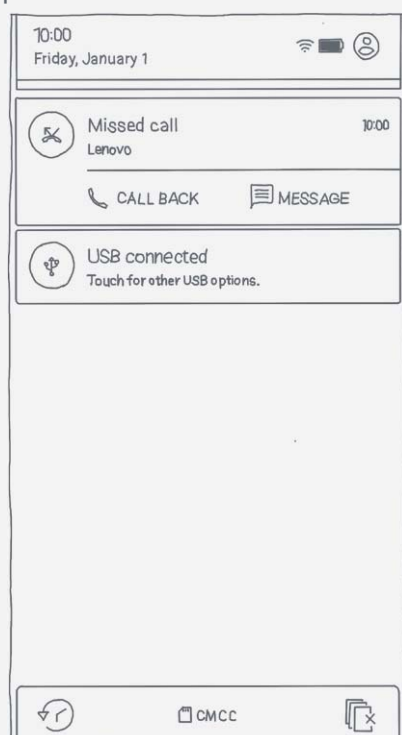 10:00
Friday, January 1
Missed call 10:00
Lenovo
CALL BACK MESSAGE
USB connected
Touch for other USB options.
CMCC